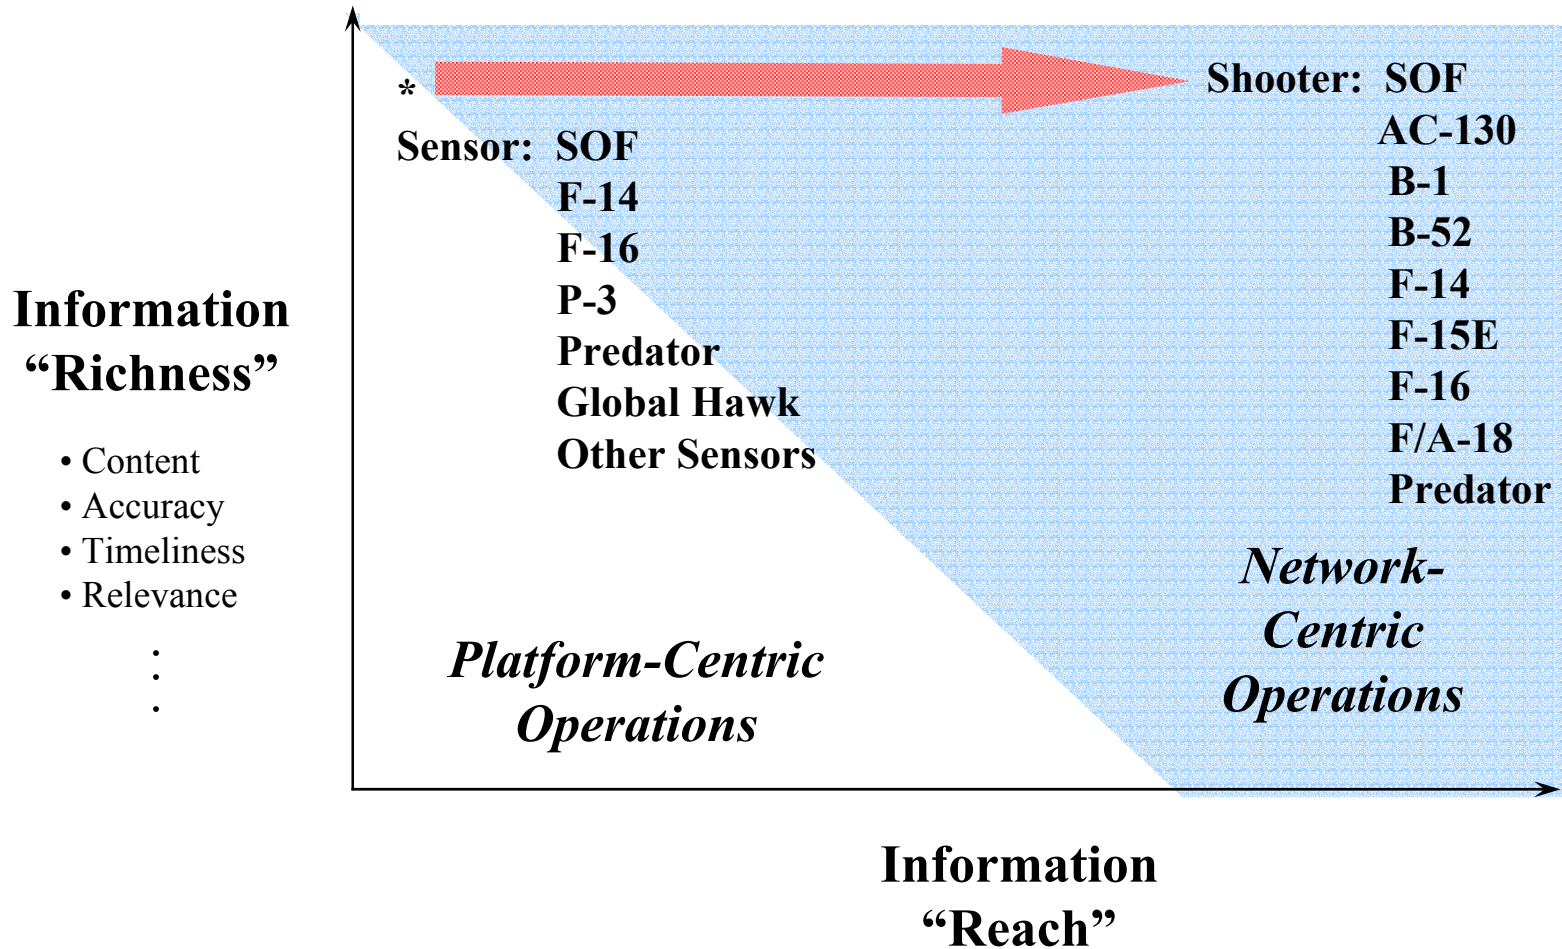 *
Sensor: SOF
F-14
F-16
P-3
Predator
Global Hawk
Other Sensors
Shooter: SOF
AC-130
B-1
B-52
F-14
F-15E
F-16
F/A-18
Predator
Information
“Richness”
• Content
• Accuracy
• Timeliness
• Relevance
.
.
.
Platform-Centric
Operations
Network-
Centric
Operations
Information
“Reach”